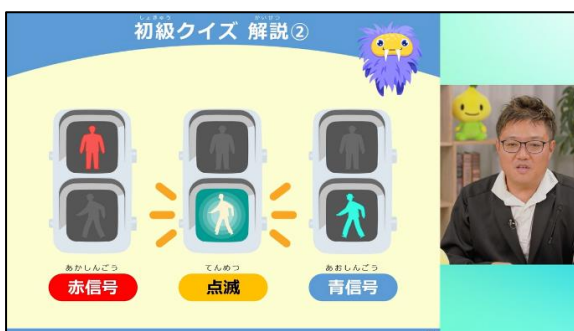 しょきゅう かいせつ
初級クイズ 解説②
あかしんごう
赤信号
てんめつ
点滅
あおしんごう
青信号